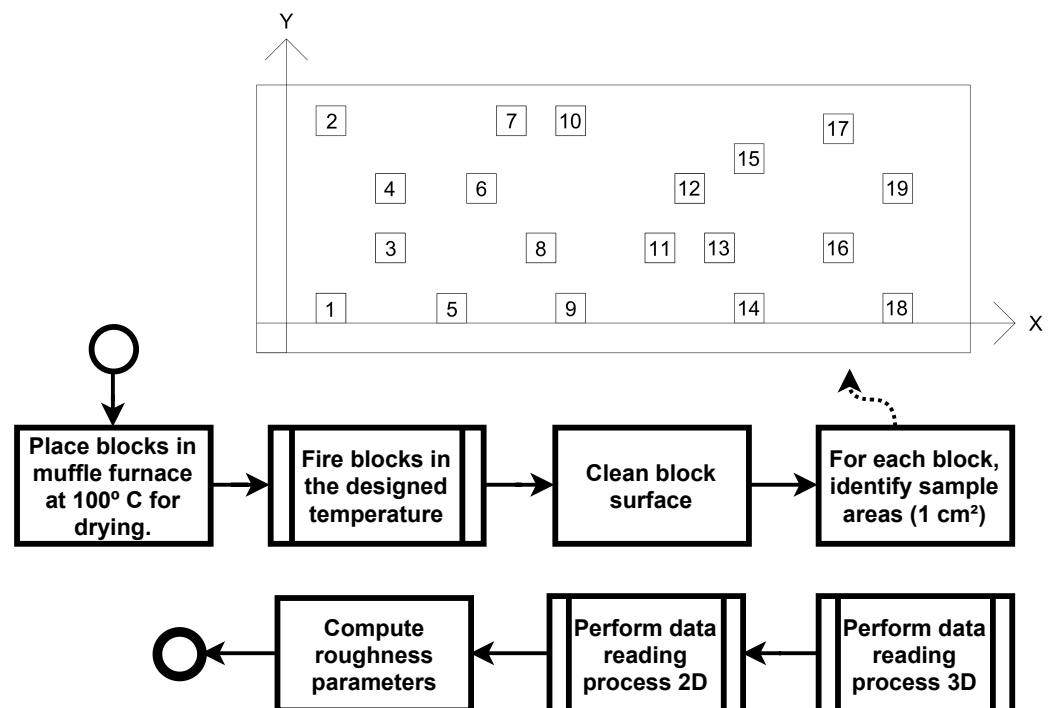 Y
2
7
10
17
15
4
6
12
19
3
8
11
13
16
1
5
9
14
18
X
Place blocks in
muffle furnace
at 100º C for
drying.
Fire blocks in
the designed
temperature
Clean block
surface
For each block,
identify sample
areas (1 cm²)
Compute
roughness
parameters
Perform data
reading
process 2D
Perform data
reading
process 3D